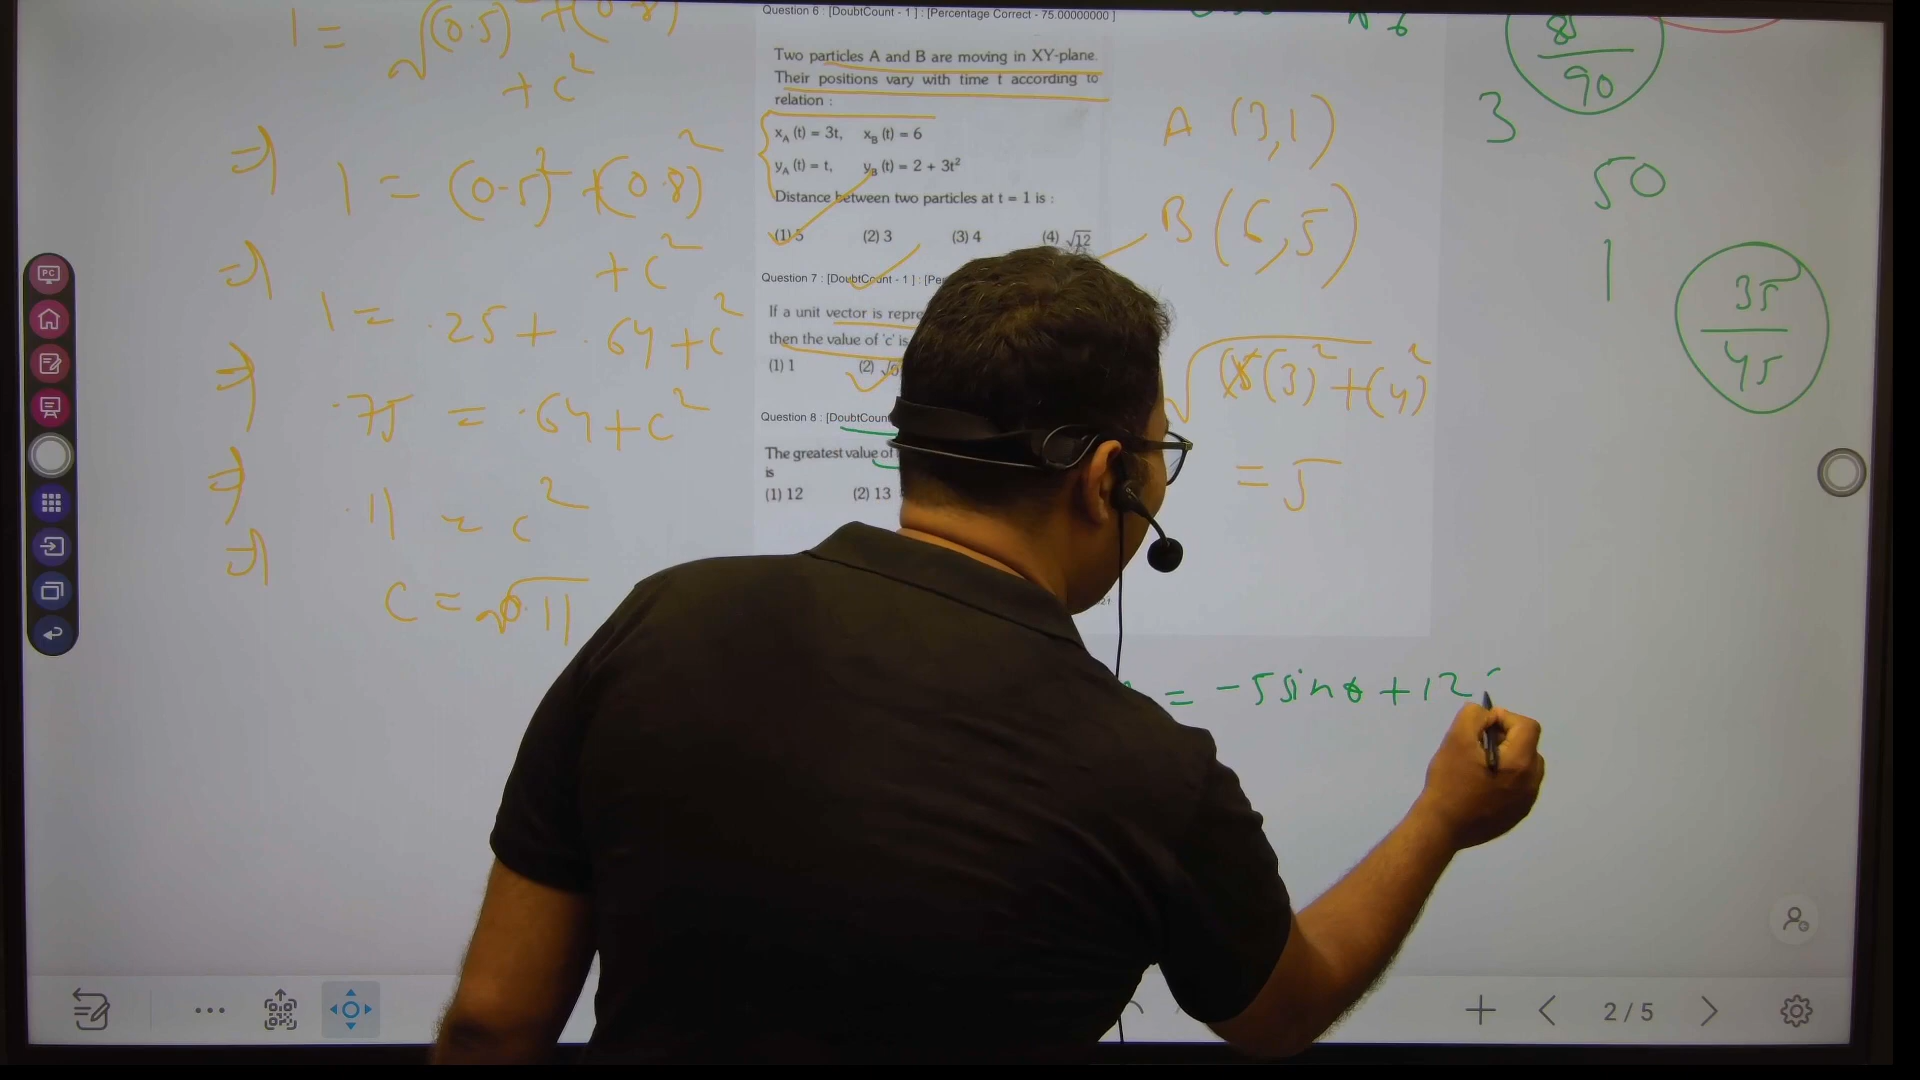 1 = √(0.5)² + (0.8)
+ c²
⇒ 1 = (0.5)² + (0.8)²
+ c²
⇒ 1 = .25 + .64 + c²
⇒ .75 = .64 + c²
⇒ .11 = c²
⇒ c = √0.11
Question 6 : [DoubtCount - 1 ] : [Percentage Correct - 75.00000000 ]
Two particles A and B are moving in XY-plane.
Their positions vary with time t according to
relation :
x_A (t) = 3t, x_B (t) = 6
y_A (t) = t, y_B (t) = 2 + 3t²
Distance between two particles at t = 1 is :
(1) 5 (2) 3 (3) 4 (4) √12
Question 7 : [DoubtCount - 1 ] : [Per
If a unit vector is repre
then the value of 'c' is
(1) 1 (2)
Question 8 : [DoubtCoun
The greatest value of
is
(1) 12 (2) 13
A (3,1)
B (6,5)
√(3)² + (4)²
= 5
= -5 sin θ + 12
85
90
3
50
1
35
45
PC
2 / 5